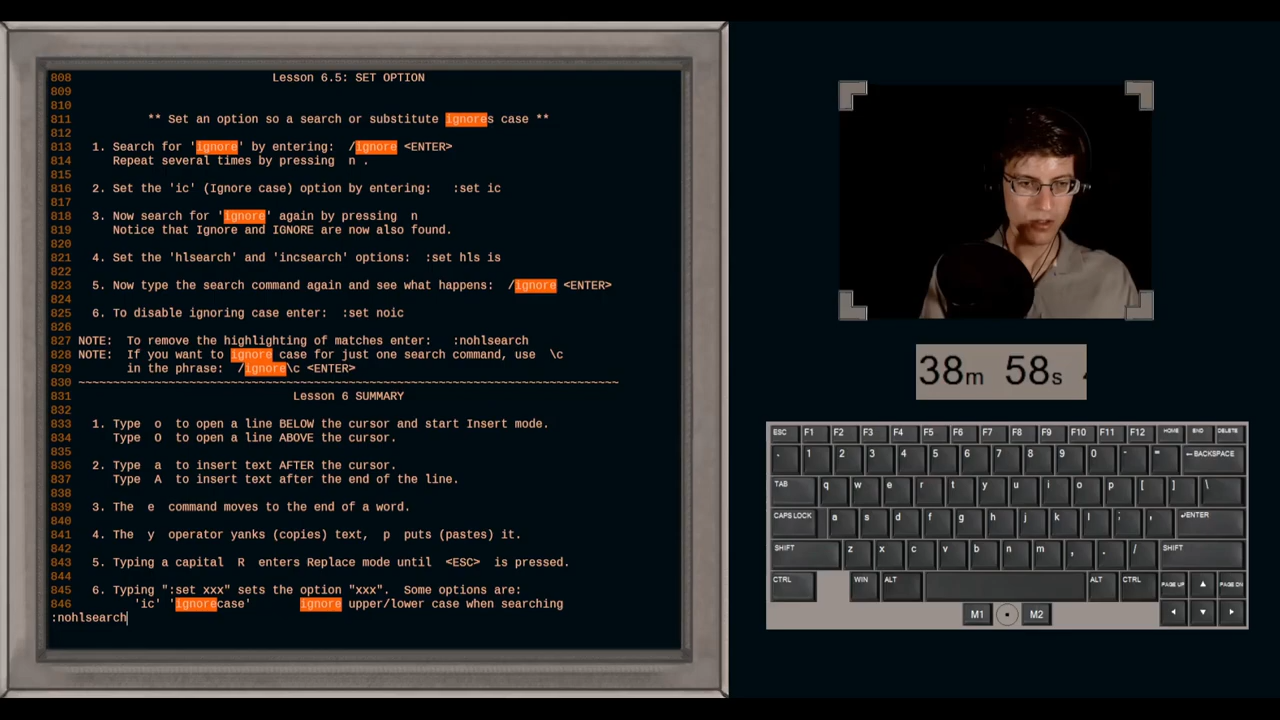 808 Lesson 6.5: SET OPTION
809
810
811 ** Set an option so a search or substitute ignores case **
812
813 1. Search for 'ignore' by entering: /ignore <ENTER>
814 Repeat several times by pressing n .
815
816 2. Set the 'ic' (Ignore case) option by entering: :set ic
817
818 3. Now search for 'ignore' again by pressing n
819 Notice that Ignore and IGNORE are now also found.
820
821 4. Set the 'hlsearch' and 'incsearch' options: :set hls is
822
823 5. Now type the search command again and see what happens: /ignore <ENTER>
824
825 6. To disable ignoring case enter: :set noic
826
827 NOTE: To remove the highlighting of matches enter: :nohlsearch
828 NOTE: If you want to ignore case for just one search command, use \c
829 in the phrase: /ignore\c <ENTER>
830 ~~~~~~~~~~~~~~~~~~~~~~~~~~~~~~~~~~~~~~~~~~~~~~~~~~~~~~~~~~~~~~~~~~~~~~~~~~~~~~
831 Lesson 6 SUMMARY
832
833 1. Type o to open a line BELOW the cursor and start Insert mode.
834 Type O to open a line ABOVE the cursor.
835
836 2. Type a to insert text AFTER the cursor.
837 Type A to insert text after the end of the line.
838
839 3. The e command moves to the end of a word.
840
841 4. The y operator yanks (copies) text, p puts (pastes) it.
842
843 5. Typing a capital R enters Replace mode until <ESC> is pressed.
844
845 6. Typing ":set xxx" sets the option "xxx". Some options are:
846 'ic' 'ignorecase' ignore upper/lower case when searching
:nohlsearch
38m 58s
ESC F1 F2 F3 F4 F5 F6 F7 F8 F9 F10 F11 F12 HOME END DELETE
1 2 3 4 5 6 7 8 9 0 - = ←BACKSPACE
TAB q w e r t y u i o p [ ] \
CAPS LOCK a s d f g h j k l ; ENTER
SHIFT z x c v b n m , . / SHIFT
CTRL WIN ALT ALT CTRL PAGE UP ▲ PAGE DN
M1 M2 ◄ ▼ ►